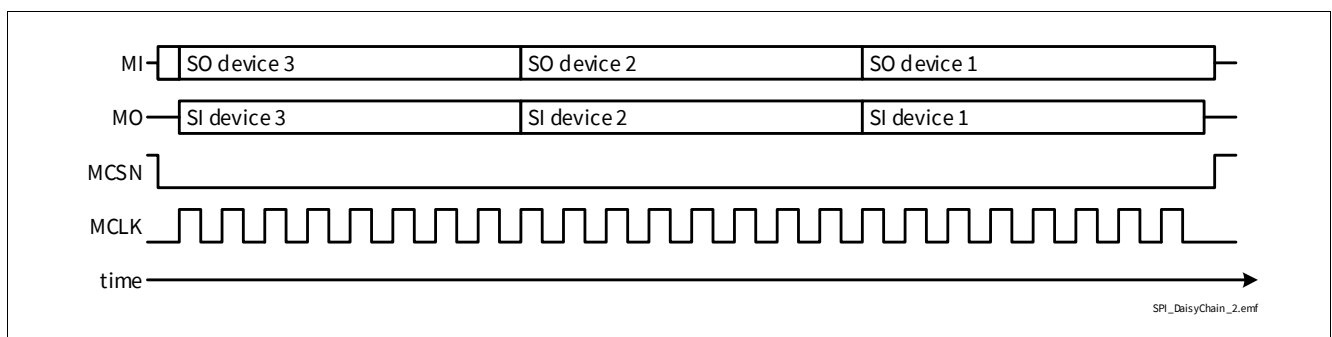 MI SO device 3 SO device 2 SO device 1
MO SI device 3 SI device 2 SI device 1
MCSN
MCLK
time
SPI_DaisyChain_2.emf